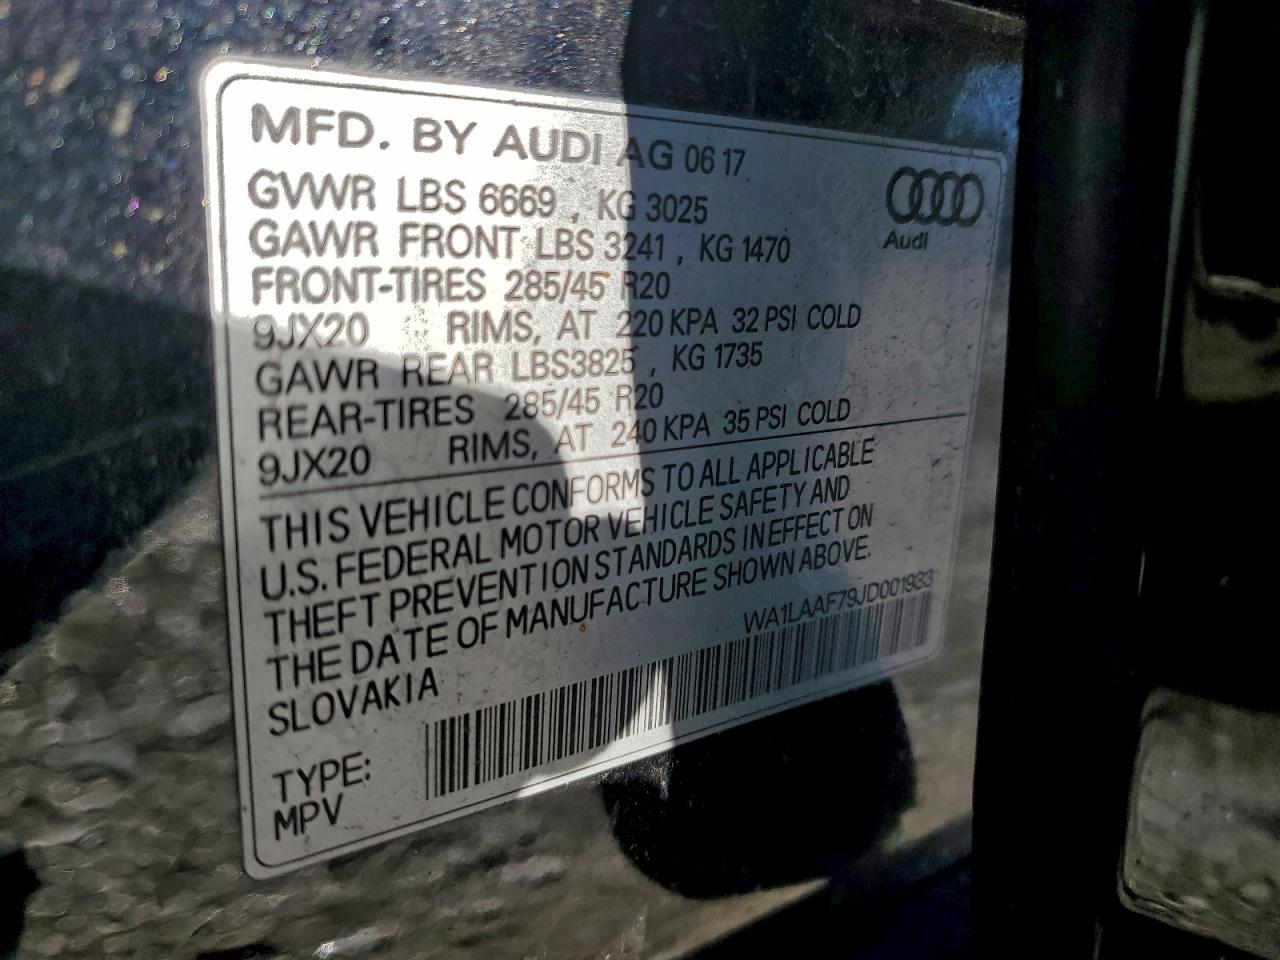 MFD. BY AUDI AG 06 17
Audi
GVWR LBS 6669 , KG 3025
GAWR FRONT LBS 3241 , KG 1470
FRONT-TIRES 285/45 R20
9JX20 RIMS, AT 220 KPA 32 PSI COLD
GAWR REAR LBS3825 , KG 1735
REAR-TIRES 285/45 R20
9JX20 RIMS, AT 240 KPA 35 PSI COLD
THIS VEHICLE CONFORMS TO ALL APPLICABLE
U.S. FEDERAL MOTOR VEHICLE SAFETY AND
THEFT PREVENTION STANDARDS IN EFFECT ON
THE DATE OF MANUFACTURE SHOWN ABOVE.
SLOVAKIA
WA1LAAF79JD001933
TYPE:
MPV